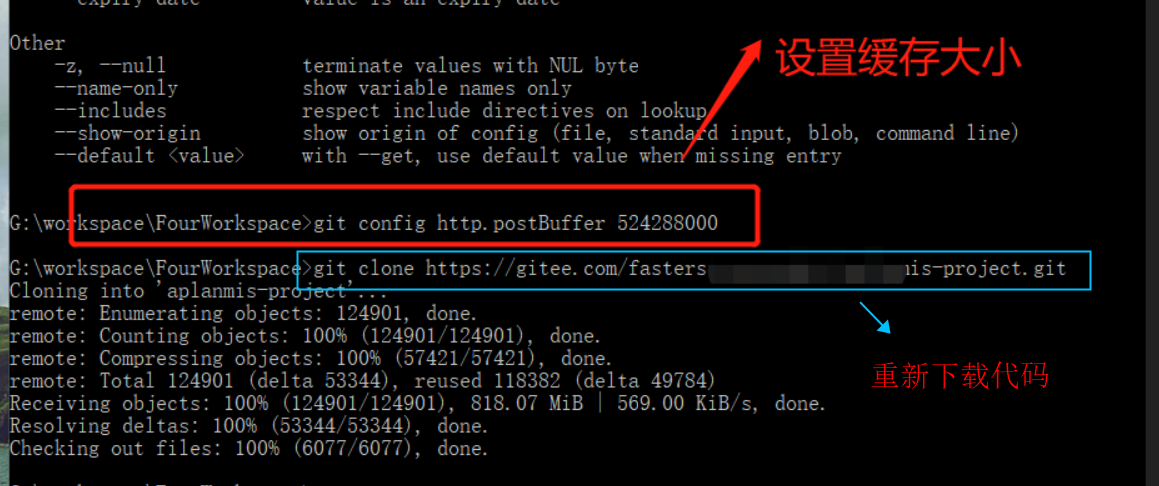 expiry-date value is an expiry date
Other
-z, --null terminate values with NUL byte
--name-only show variable names only
--includes respect include directives on lookup
--show-origin show origin of config (file, standard input, blob, command line)
--default <value> with --get, use default value when missing entry
设置缓存大小
G:\workspace\FourWorkspace>git config http.postBuffer 524288000
G:\workspace\FourWorkspace>git clone https://gitee.com/fasters is-project.git
Cloning into 'aplanmis-project'...
remote: Enumerating objects: 124901, done.
remote: Counting objects: 100% (124901/124901), done.
remote: Compressing objects: 100% (57421/57421), done.
remote: Total 124901 (delta 53344), reused 118382 (delta 49784)
Receiving objects: 100% (124901/124901), 818.07 MiB | 569.00 KiB/s, done.
Resolving deltas: 100% (53344/53344), done.
Checking out files: 100% (6077/6077), done.
重新下载代码